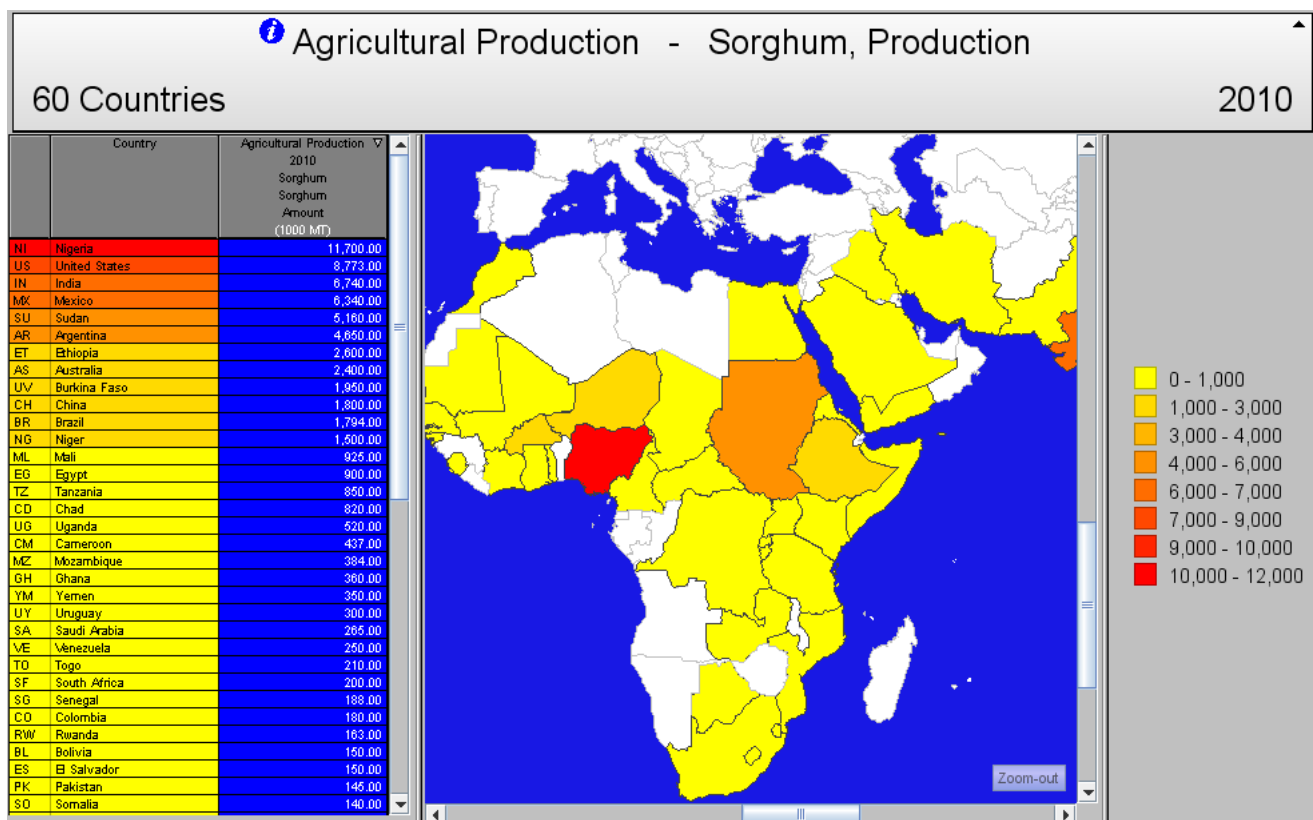 i Agricultural Production - Sorghum, Production
60 Countries 2010
Country Agricultural Production ▽
2010
Sorghum
Sorghum
Amount
(1000 MT)
NI Nigeria 11,700.00
US United States 8,773.00
IN India 6,740.00
MX Mexico 6,340.00
SU Sudan 5,160.00
AR Argentina 4,650.00
ET Ethiopia 2,600.00
AS Australia 2,400.00
UV Burkina Faso 1,950.00
CH China 1,800.00
BR Brazil 1,794.00
NG Niger 1,500.00
ML Mali 925.00
EG Egypt 900.00
TZ Tanzania 850.00
CD Chad 820.00
UG Uganda 520.00
CM Cameroon 437.00
MZ Mozambique 384.00
GH Ghana 360.00
YM Yemen 350.00
UY Uruguay 300.00
SA Saudi Arabia 265.00
VE Venezuela 250.00
TO Togo 210.00
SF South Africa 200.00
SG Senegal 188.00
CO Colombia 180.00
RW Rwanda 163.00
BL Bolivia 150.00
ES El Salvador 150.00
PK Pakistan 145.00
SO Somalia 140.00
0 - 1,000
1,000 - 3,000
3,000 - 4,000
4,000 - 6,000
6,000 - 7,000
7,000 - 9,000
9,000 - 10,000
10,000 - 12,000
Zoom-out